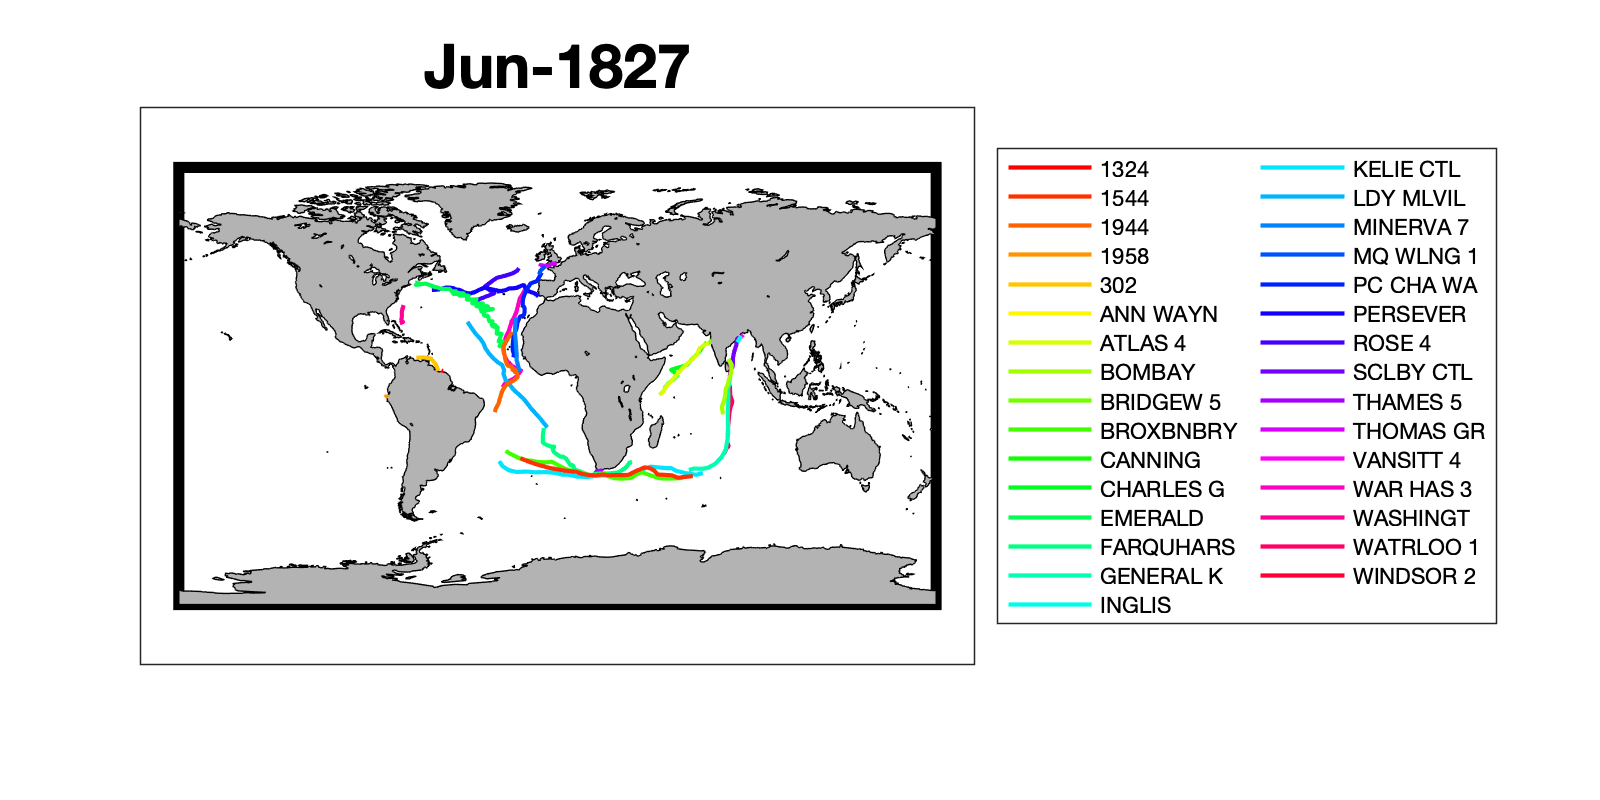 Jun-1827
1324
1544
1944
1958
302
ANN WAYN
ATLAS 4
BOMBAY
BRIDGEW 5
BROXBNBRY
CANNING
CHARLES G
EMERALD
FARQUHARS
GENERAL K
INGLIS
KELIE CTL
LDY MLVIL
MINERVA 7
MQ WLNG 1
PC CHA WA
PERSEVER
ROSE 4
SCLBY CTL
THAMES 5
THOMAS GR
VANSITT 4
WAR HAS 3
WASHINGT
WATRLOO 1
WINDSOR 2